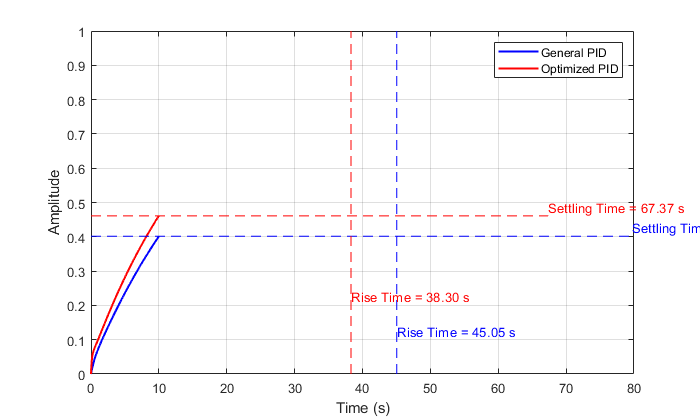 1
0.9
0.8
0.7
0.6
0.5
0.4
0.3
0.2
0.1
0
Amplitude
General PID
Optimized PID
Settling Time = 67.37 s
Settling Tim
Rise Time = 38.30 s
Rise Time = 45.05 s
0 10 20 30 40 50 60 70 80
Time (s)